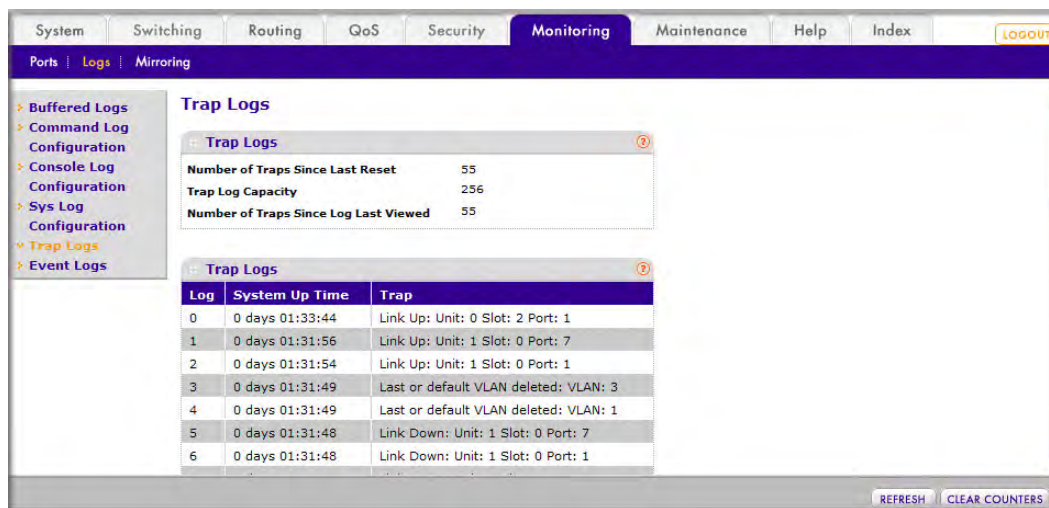 System Switching Routing QoS Security Monitoring Maintenance Help Index LOGOUT
Ports Logs Mirroring
Buffered Logs
Command Log
Configuration
Console Log
Configuration
Sys Log
Configuration
Trap Logs
Event Logs
Trap Logs
Trap Logs
Number of Traps Since Last Reset 55
Trap Log Capacity 256
Number of Traps Since Log Last Viewed 55
Trap Logs
Log System Up Time Trap
0 0 days 01:33:44 Link Up: Unit: 0 Slot: 2 Port: 1
1 0 days 01:31:56 Link Up: Unit: 1 Slot: 0 Port: 7
2 0 days 01:31:54 Link Up: Unit: 1 Slot: 0 Port: 1
3 0 days 01:31:49 Last or default VLAN deleted: VLAN: 3
4 0 days 01:31:49 Last or default VLAN deleted: VLAN: 1
5 0 days 01:31:48 Link Down: Unit: 1 Slot: 0 Port: 7
6 0 days 01:31:48 Link Down: Unit: 1 Slot: 0 Port: 1
REFRESH CLEAR COUNTERS